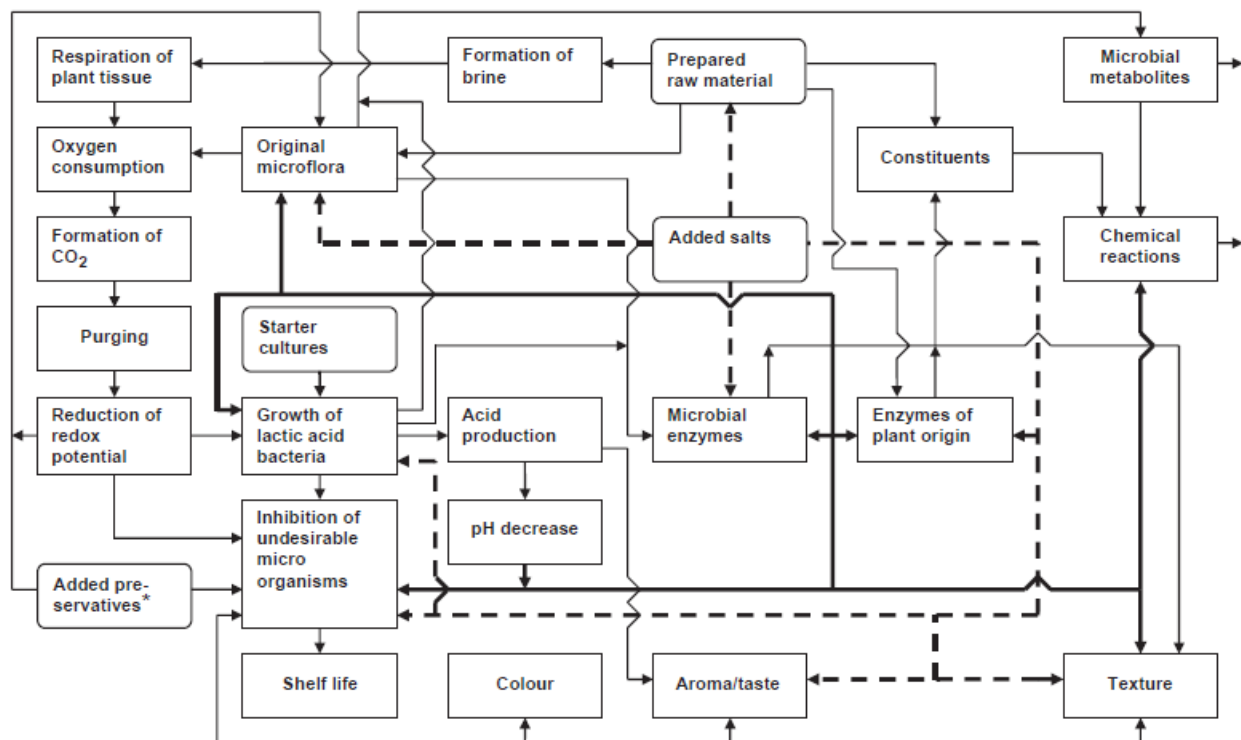 Respiration of
plant tissue
Formation of
brine
Prepared
raw material
Microbial
metabolites
Oxygen
consumption
Original
microflora
Constituents
Formation of
CO₂
Added salts
Chemical
reactions
Purging
Starter
cultures
Reduction of
redox
potential
Growth of
lactic acid
bacteria
Acid
production
Microbial
enzymes
Enzymes of
plant origin
Inhibition of
undesirable
micro
organisms
pH decrease
Added pre-
servatives*
Shelf life
Colour
Aroma/taste
Texture